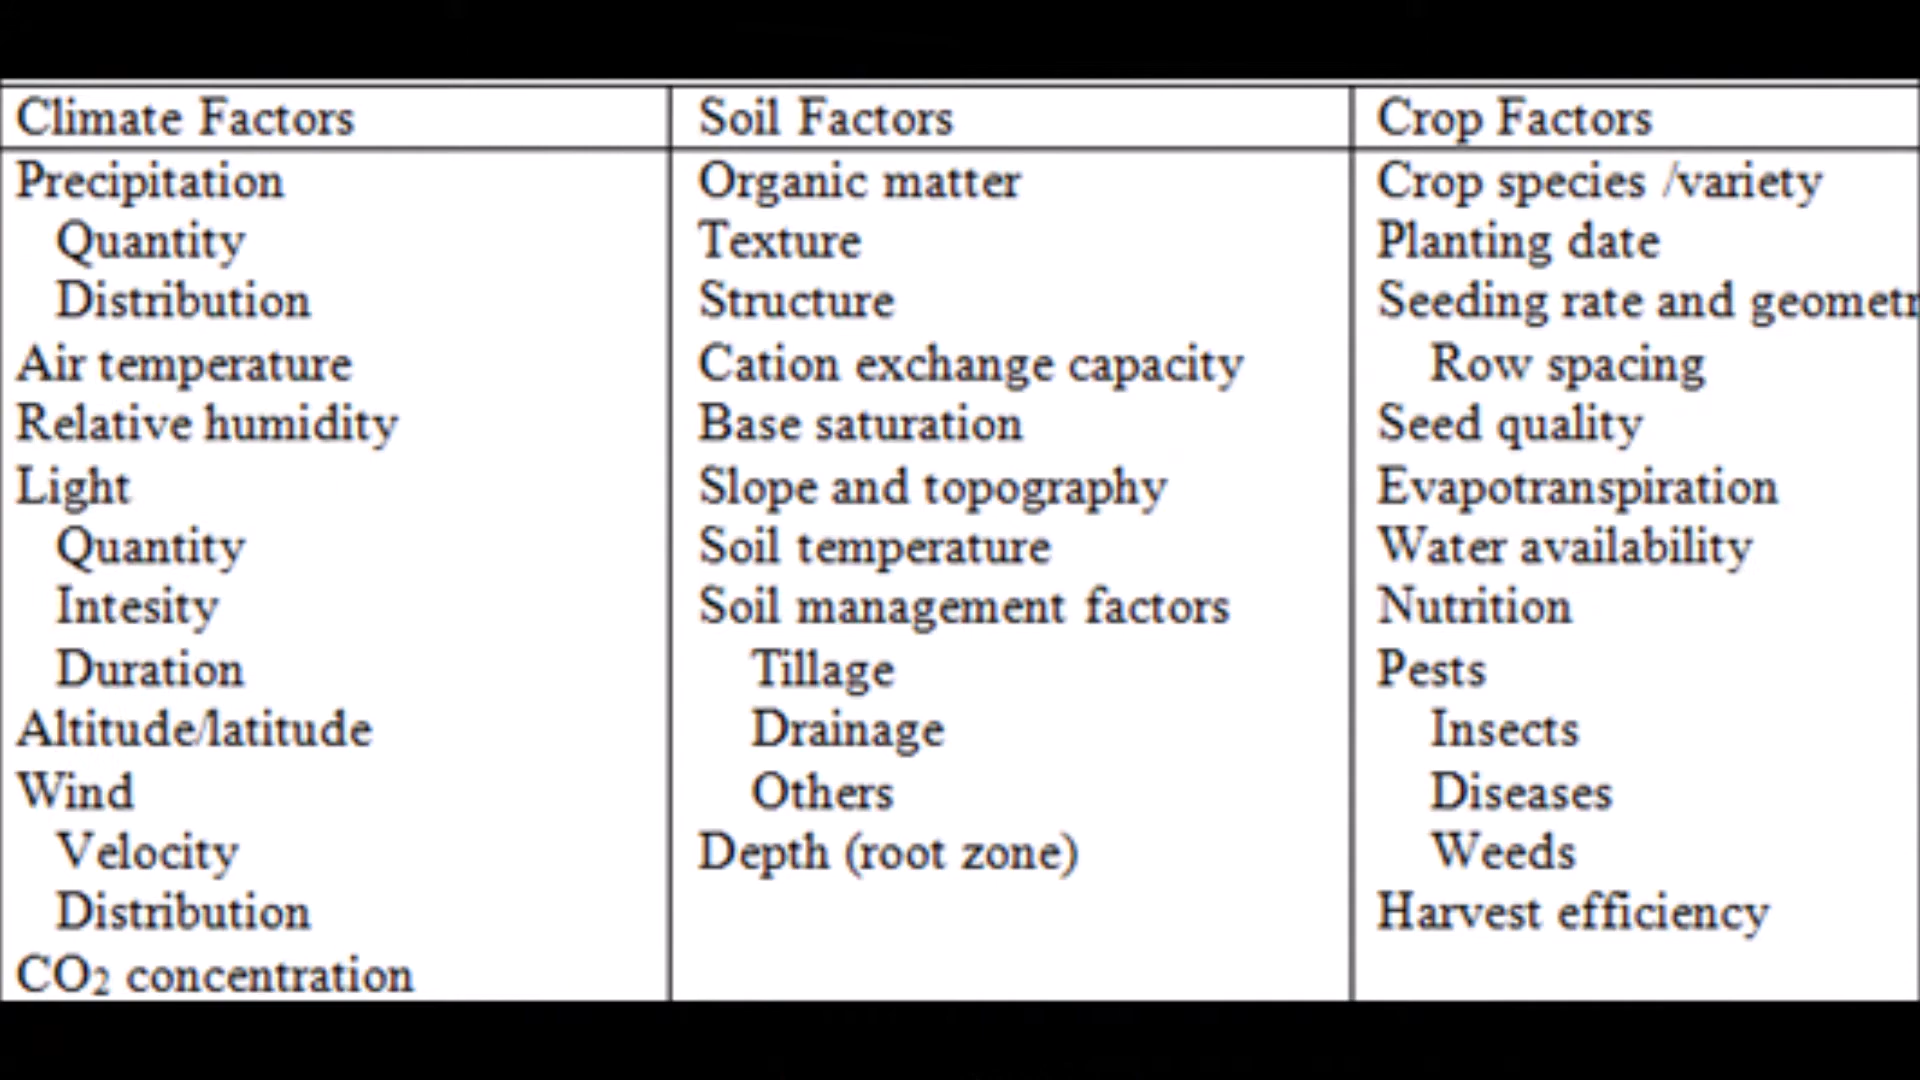 Climate Factors
Precipitation
Quantity
Distribution
Air temperature
Relative humidity
Light
Quantity
Intesity
Duration
Altitude/latitude
Wind
Velocity
Distribution
CO2 concentration
Soil Factors
Organic matter
Texture
Structure
Cation exchange capacity
Base saturation
Slope and topography
Soil temperature
Soil management factors
Tillage
Drainage
Others
Depth (root zone)
Crop Factors
Crop species /variety
Planting date
Seeding rate and geometr
Row spacing
Seed quality
Evapotranspiration
Water availability
Nutrition
Pests
Insects
Diseases
Weeds
Harvest efficiency